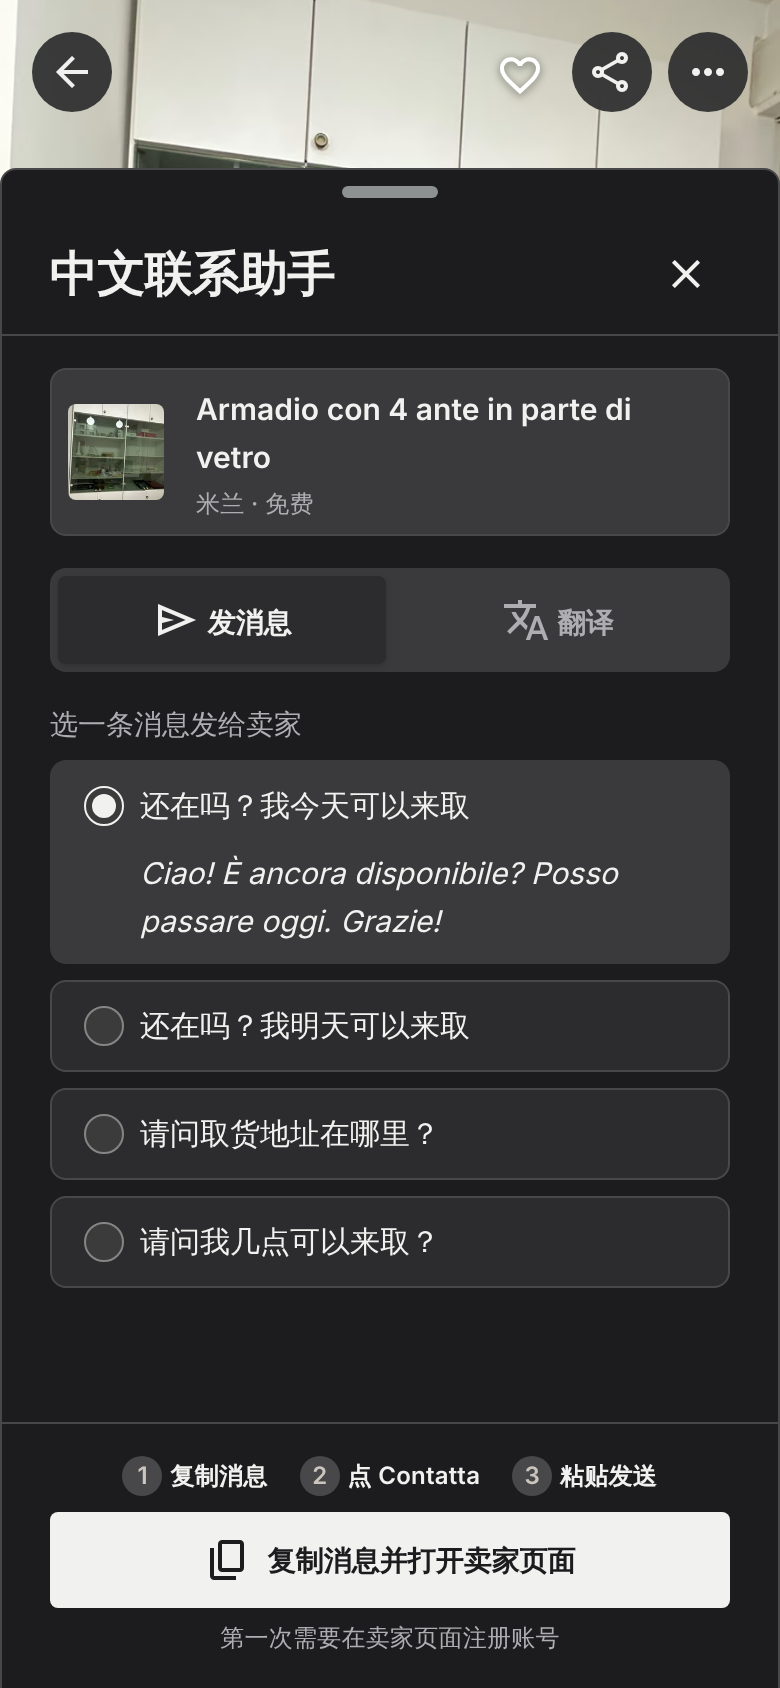 中文联系助手
Armadio con 4 ante in parte di
vetro
米兰 · 免费
发消息
翻译
选一条消息发给卖家
还在吗？我今天可以来取
Ciao! È ancora disponibile? Posso
passare oggi. Grazie!
还在吗？我明天可以来取
请问取货地址在哪里？
请问我几点可以来取？
1 复制消息 2 点 Contatta 3 粘贴发送
复制消息并打开卖家页面
第一次需要在卖家页面注册账号